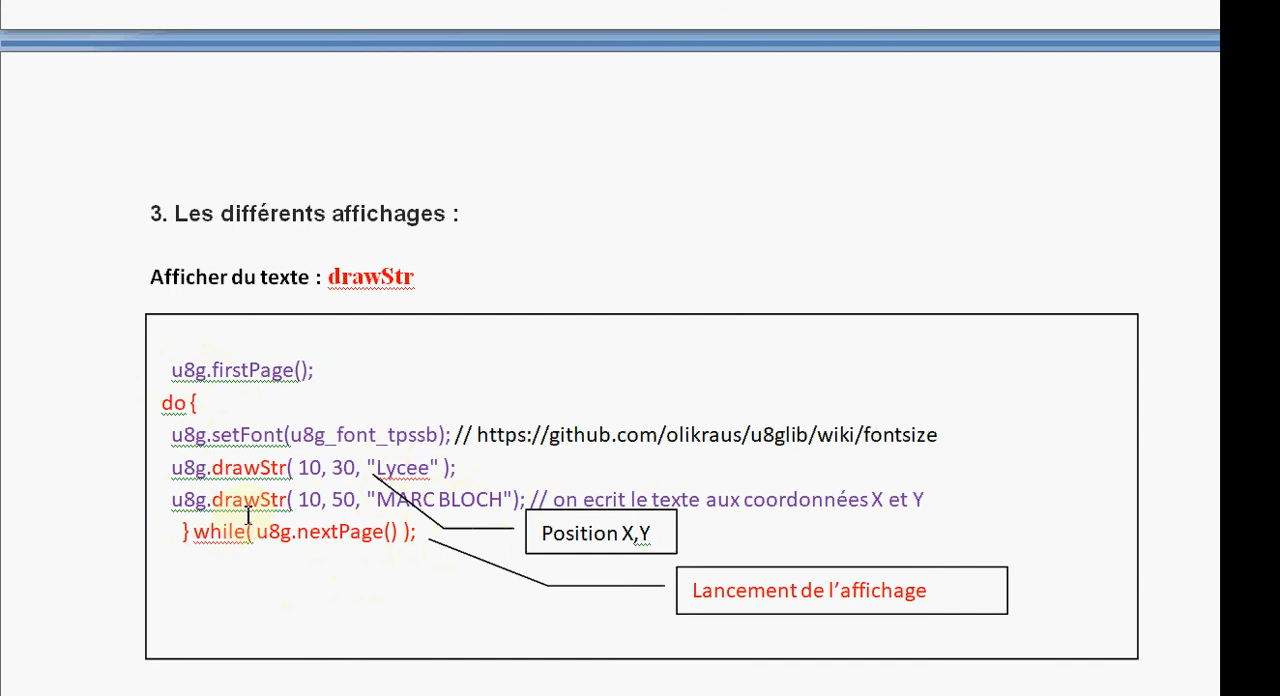 3. Les différents affichages :
Afficher du texte : drawStr
u8g.firstPage();
do {
u8g.setFont(u8g_font_tpssb); // https://github.com/olikraus/u8glib/wiki/fontsize
u8g.drawStr( 10, 30, "Lycee" );
u8g.drawStr( 10, 50, "MARC BLOCH"); // on ecrit le texte aux coordonnées X et Y
} while( u8g.nextPage() );
Position X,Y
Lancement de l’affichage